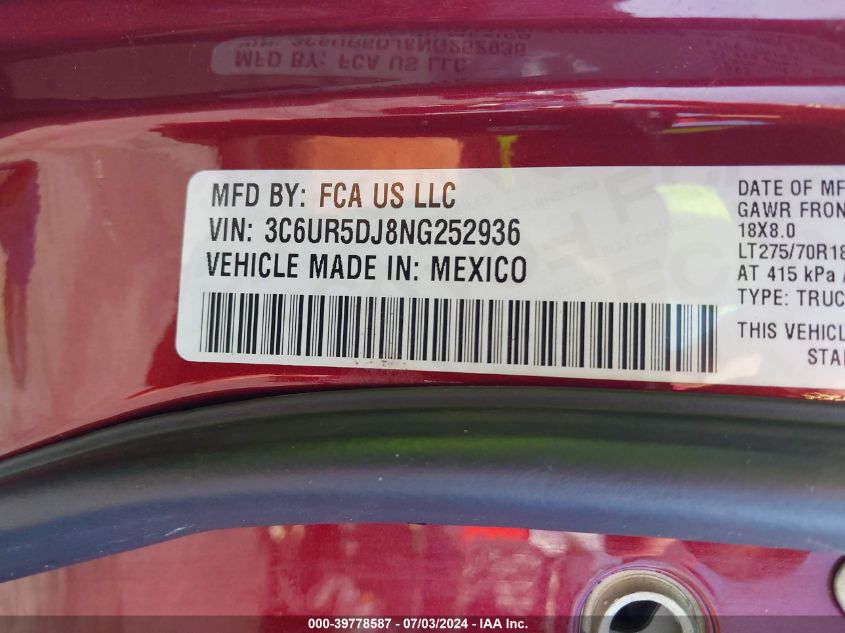 MFD BY: FCA US LLC
VIN: 3C6UR5DJ8NG252936
VEHICLE MADE IN: MEXICO
DATE OF MF
GAWR FRON
18X8.0
LT275/70R18
AT 415 kPa
TYPE: TRUC
THIS VEHICL
STA
000-39778587 - 07/03/2024 - IAA, Inc.